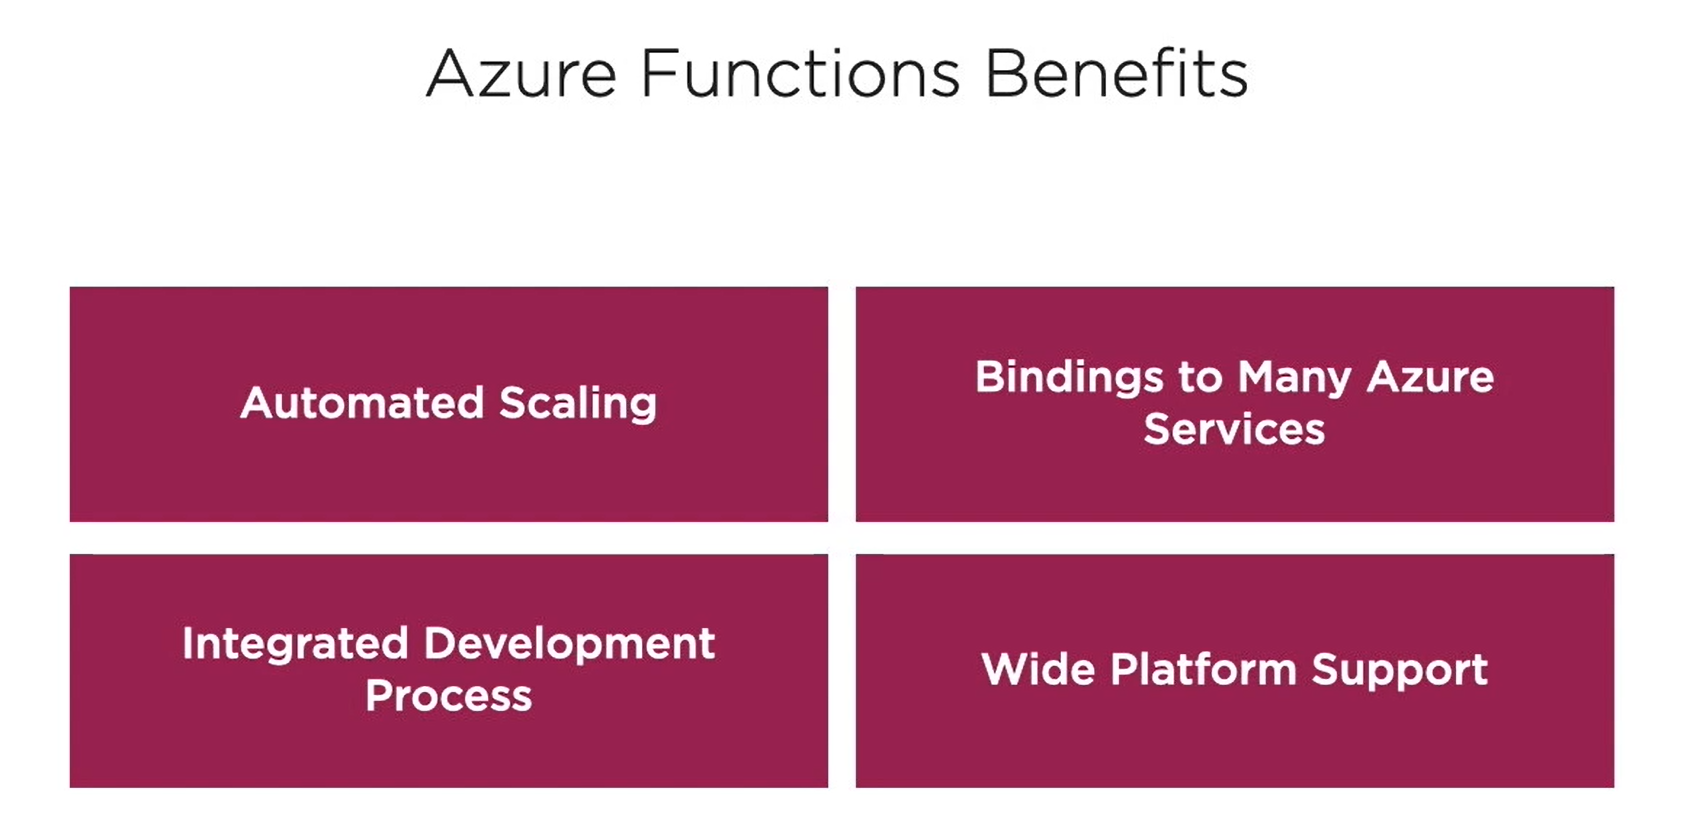 Azure Functions Benefits
Automated Scaling
Bindings to Many Azure
Services
Integrated Development
Process
Wide Platform Support